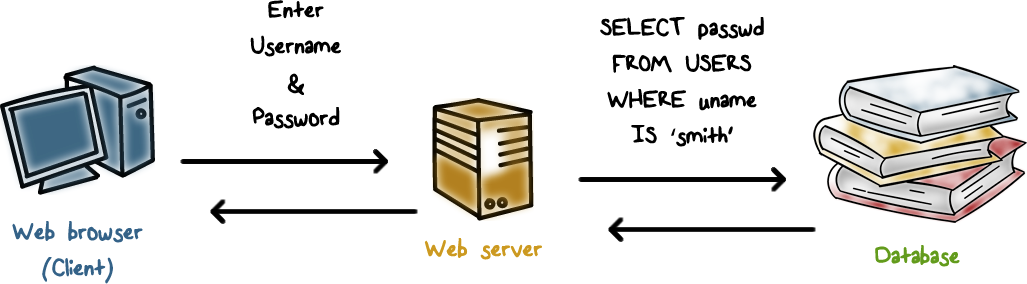 Enter
Username
&
Password
SELECT passwd
FROM USERS
WHERE uname
IS 'smith'
Web browser
(Client)
Web server
Database